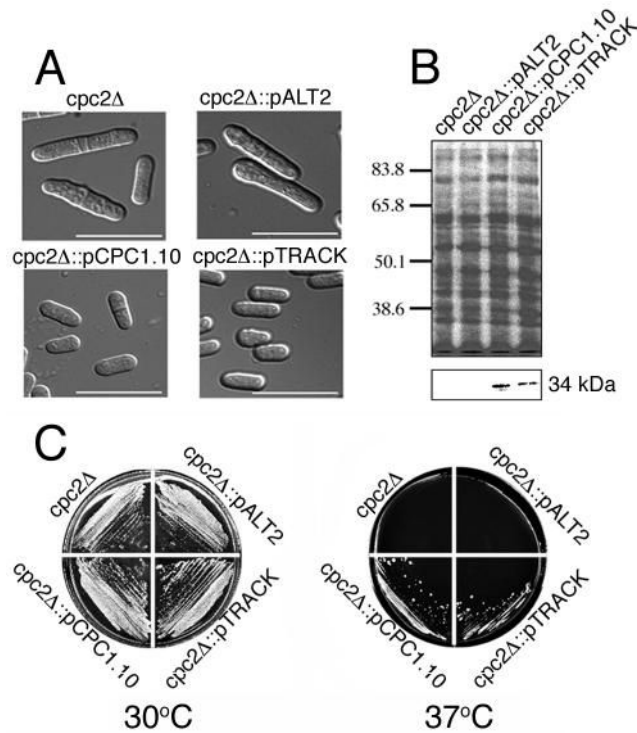 A
cpc2Δ
cpc2Δ::pALT2
cpc2Δ::pCPC1.10
cpc2Δ::pTRACK
B
cpc2Δ
cpc2Δ::pALT2
cpc2Δ::pCPC1.10
cpc2Δ::pTRACK
83.8
65.8
50.1
38.6
34 kDa
C
cpc2Δ
cpc2Δ::pALT2
cpc2Δ::pCPC1.10
cpc2Δ::pTRACK
30°C
cpc2Δ
cpc2Δ::pALT2
cpc2Δ::pCPC1.10
cpc2Δ::pTRACK
37°C